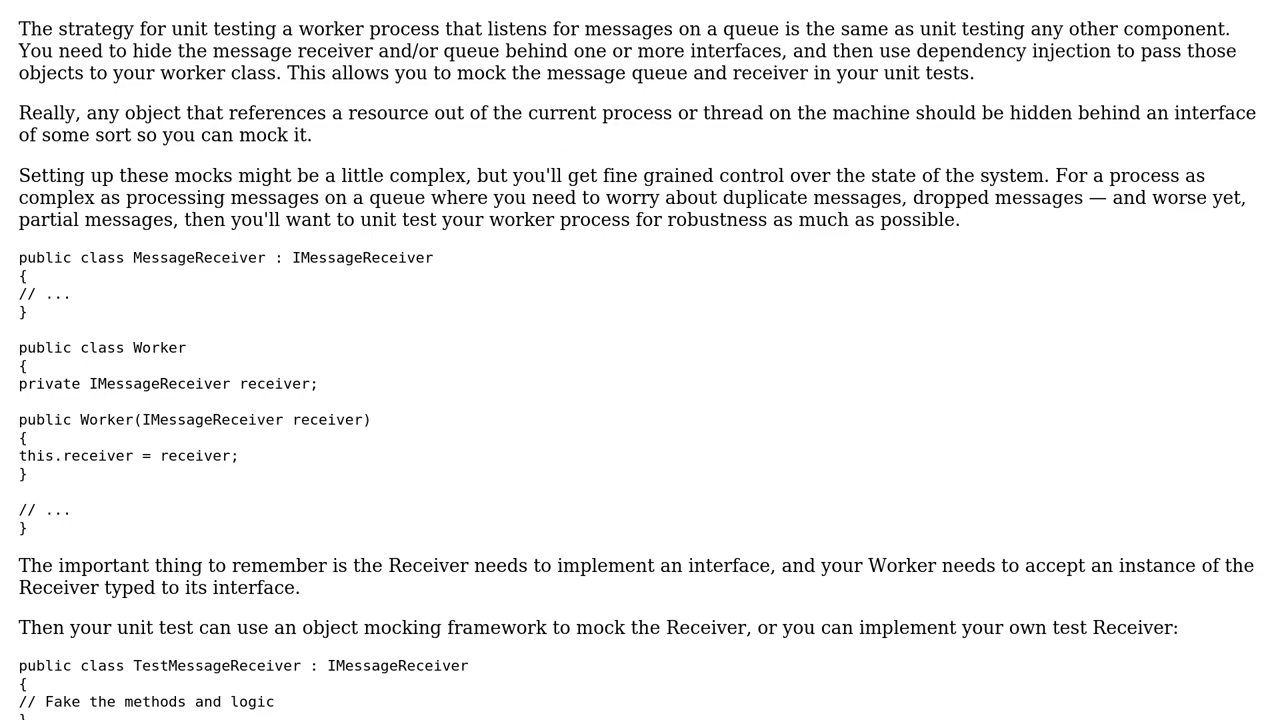 The strategy for unit testing a worker process that listens for messages on a queue is the same as unit testing any other component.
You need to hide the message receiver and/or queue behind one or more interfaces, and then use dependency injection to pass those
objects to your worker class. This allows you to mock the message queue and receiver in your unit tests.
Really, any object that references a resource out of the current process or thread on the machine should be hidden behind an interface
of some sort so you can mock it.
Setting up these mocks might be a little complex, but you'll get fine grained control over the state of the system. For a process as
complex as processing messages on a queue where you need to worry about duplicate messages, dropped messages — and worse yet,
partial messages, then you'll want to unit test your worker process for robustness as much as possible.
public class MessageReceiver : IMessageReceiver
{
// ...
}
public class Worker
{
private IMessageReceiver receiver;
public Worker(IMessageReceiver receiver)
{
this.receiver = receiver;
}
// ...
}
The important thing to remember is the Receiver needs to implement an interface, and your Worker needs to accept an instance of the
Receiver typed to its interface.
Then your unit test can use an object mocking framework to mock the Receiver, or you can implement your own test Receiver:
public class TestMessageReceiver : IMessageReceiver
{
// Fake the methods and logic
}